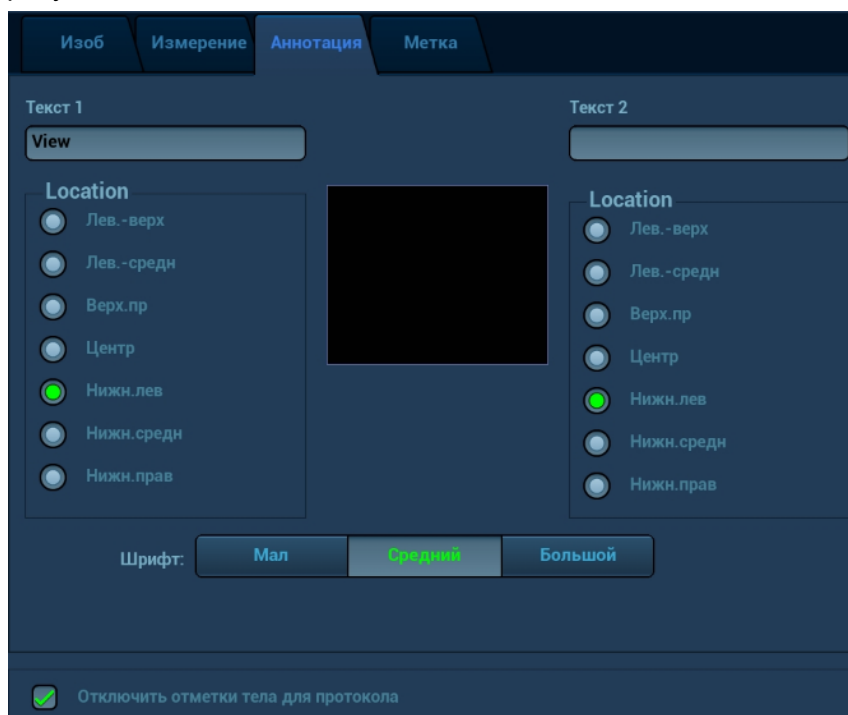 Изоб Измерение Аннотация Метка
Текст 1
View
Location
Лев.-верх
Лев.-средн
Верх.пр
Центр
Нижн.лев
Нижн.средн
Нижн.прав
Текст 2
Location
Лев.-верх
Лев.-средн
Верх.пр
Центр
Нижн.лев
Нижн.средн
Нижн.прав
Шрифт: Мал Средний Большой
Отключить отметки тела для протокола